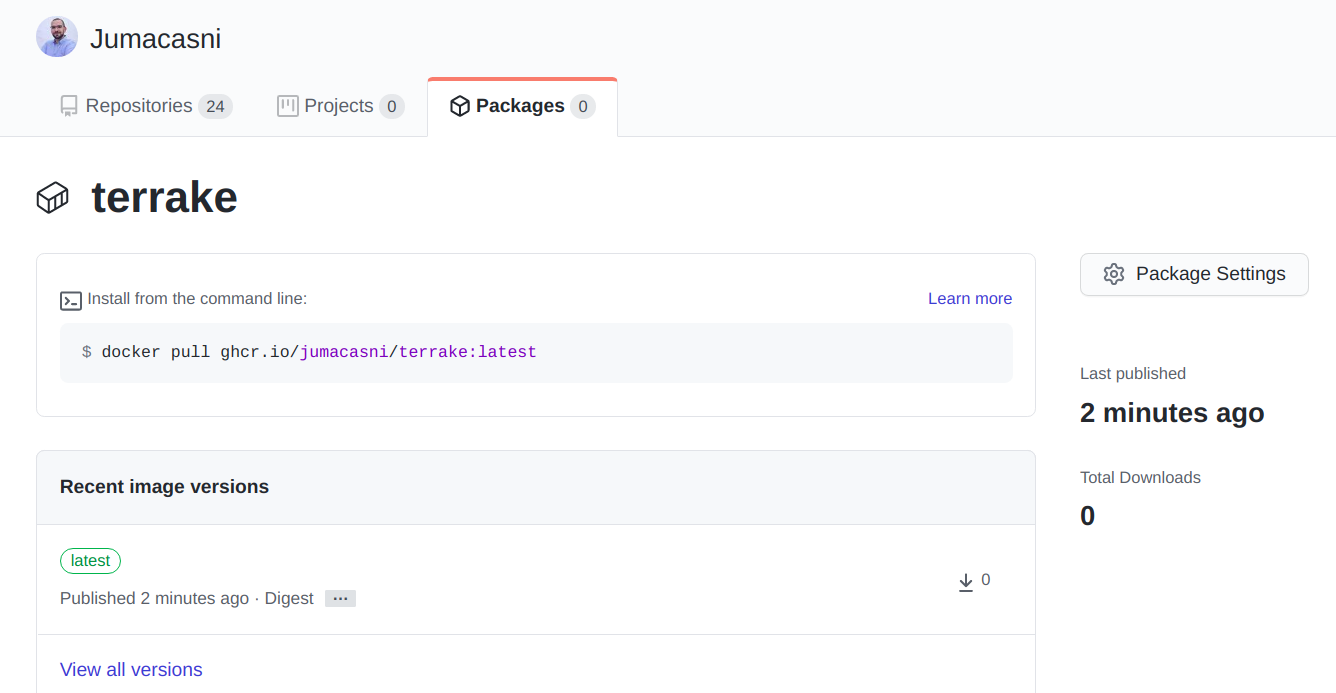 Jumacasni
Repositories 24 Projects 0 Packages 0
terrake
Install from the command line: Learn more
$ docker pull ghcr.io/jumacasni/terrake:latest
Package Settings
Last published
2 minutes ago
Total Downloads
0
Recent image versions
latest
Published 2 minutes ago · Digest ···
0
View all versions